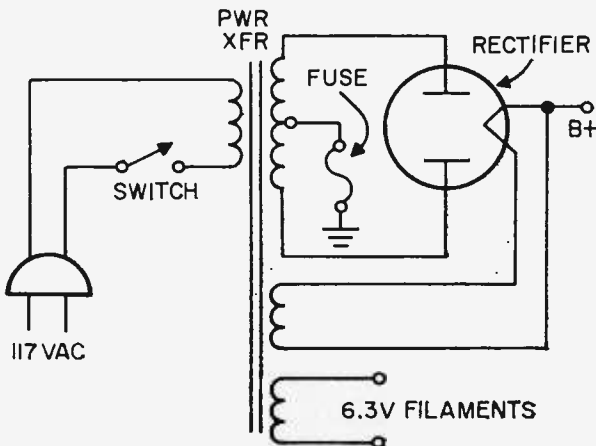 PWR
XFR
RECTIFIER
FUSE
B+
SWITCH
117 VAC
6.3V FILAMENTS